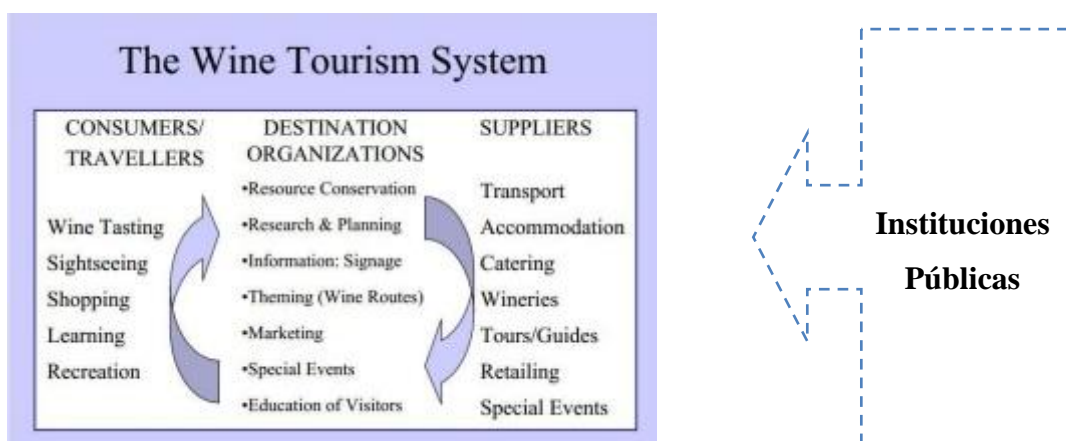 The Wine Tourism System
CONSUMERS/
TRAVELLERS
Wine Tasting
Sightseeing
Shopping
Learning
Recreation
DESTINATION
ORGANIZATIONS
•Resource Conservation
•Research & Planning
•Information: Signage
•Theming (Wine Routes)
•Marketing
•Special Events
•Education of Visitors
SUPPLIERS
Transport
Accommodation
Catering
Wineries
Tours/Guides
Retailing
Special Events
Instituciones
Públicas